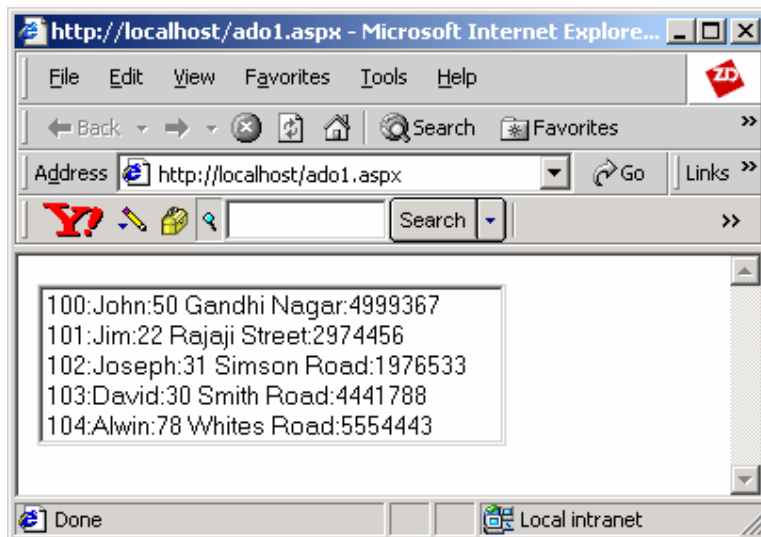 http://localhost/ado1.aspx - Microsoft Internet Explore...
File Edit View Favorites Tools Help
ZD
Back Search Favorites »
Address http://localhost/ado1.aspx Go Links »
Y! Search »
100:John:50 Gandhi Nagar:4999367
101:Jim:22 Rajaji Street:2974456
102:Joseph:31 Simson Road:1976533
103:David:30 Smith Road:4441788
104:Alwin:78 Whites Road:5554443
Done Local intranet